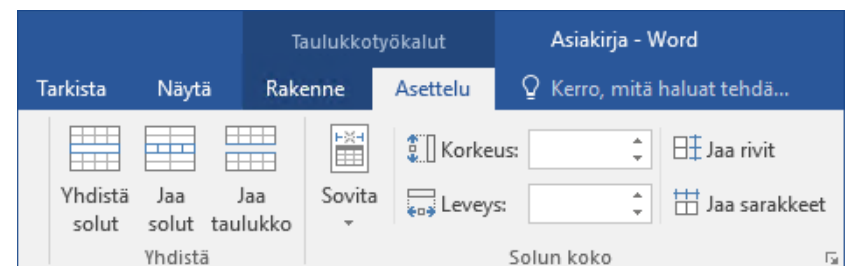 Taulukkotyökalut Asiakirja - Word
Tarkista Näytä Rakenne Asettelu Kerro, mitä haluat tehdä...
Korkeus: Jaa rivit
Yhdistä solut Jaa solut Jaa taulukko Sovita Leveys: Jaa sarakkeet
Yhdistä Solun koko